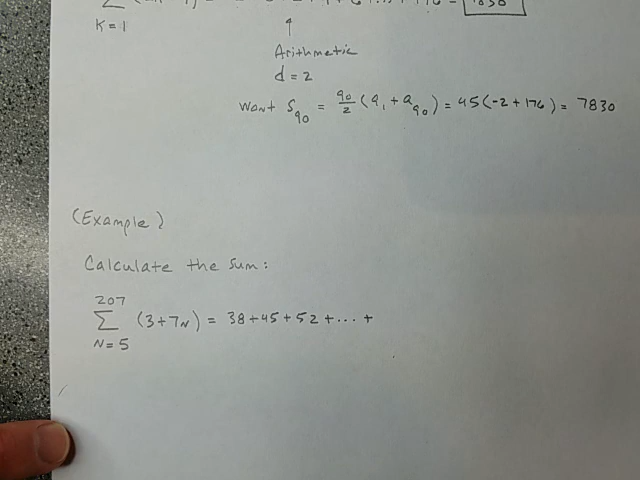 K=1
Arithmetic
d=2
Want S90 = 90/2 (a1 + a90) = 45(-2+176) = 7830
(Example)
Calculate the sum:
207
Σ (3+7N) = 38+45+52+...+
N=5